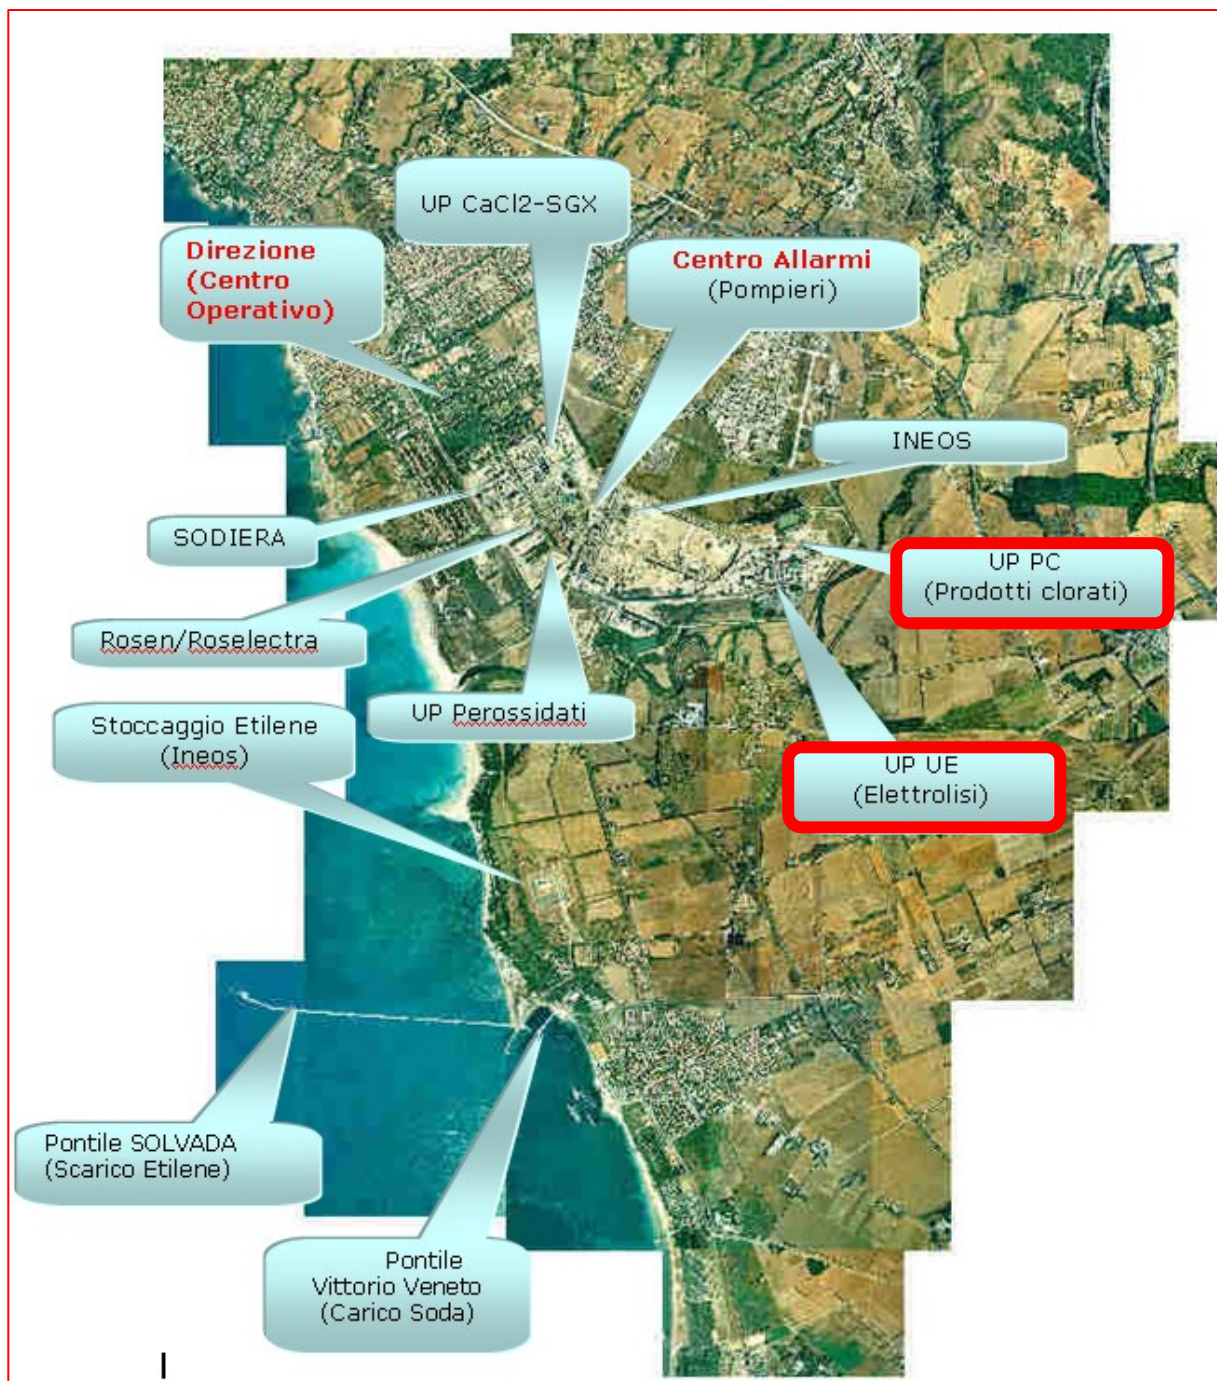 UP CaCl2-SGX
Direzione
(Centro
Operativo)
Centro Allarmi
(Pompieri)
INEOS
SODIERA
UP PC
(Prodotti clorati)
Rosen/Roselectra
UP Perossidati
Stoccaggio Etilene
(Ineos)
UP UE
(Elettrolisi)
Pontile SOLVADA
(Scarico Etilene)
Pontile
Vittorio Veneto
(Carico Soda)